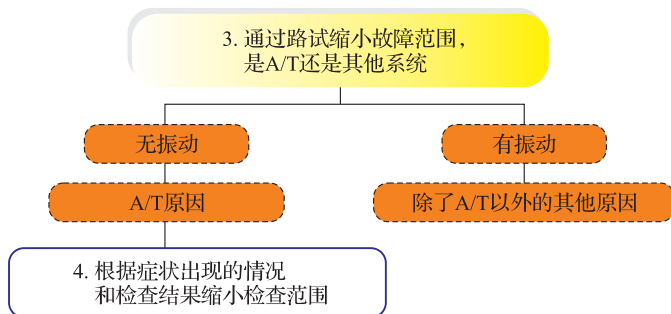 3. 通过路试缩小故障范围，
是A/T还是其他系统
无振动
有振动
A/T原因
除了A/T以外的其他原因
4. 根据症状出现的情况
和检查结果缩小检查范围